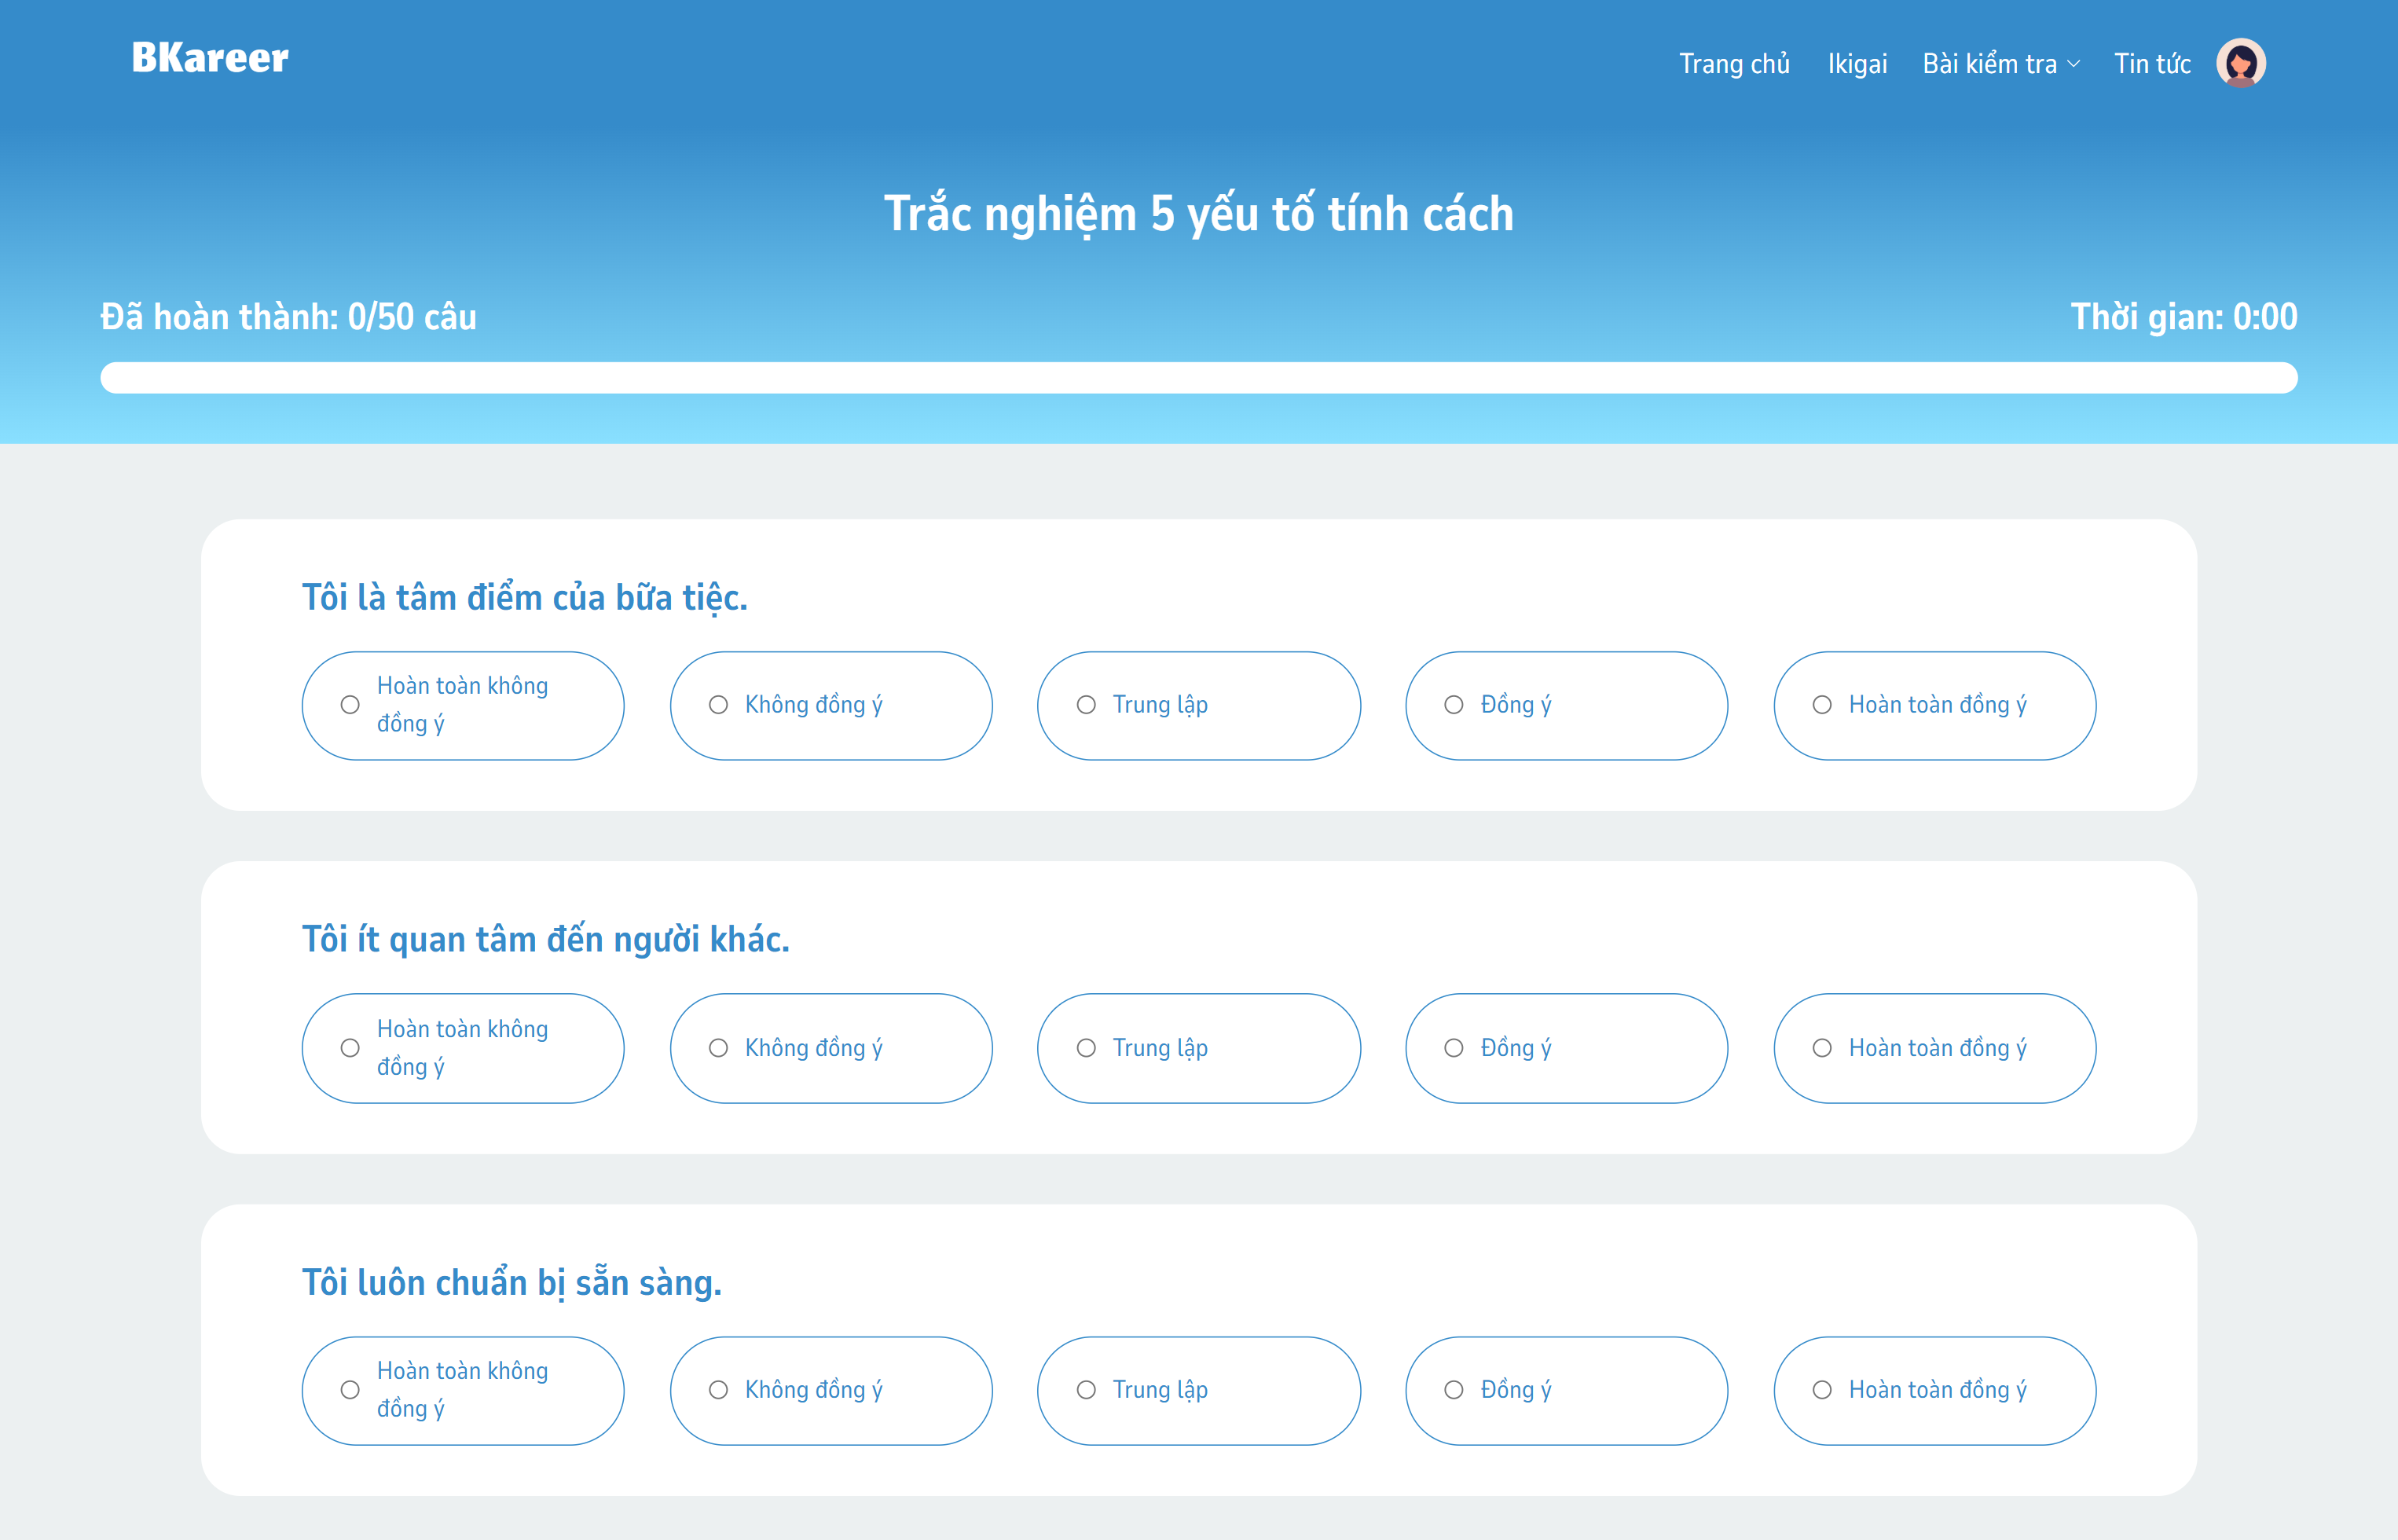 BKareer
Trang chủ Ikigai Bài kiểm tra Tin tức
Trắc nghiệm 5 yếu tố tính cách
Đã hoàn thành: 0/50 câu
Thời gian: 0:00
Tôi là tâm điểm của bữa tiệc.
Hoàn toàn không
đồng ý
Không đồng ý
Trung lập
Đồng ý
Hoàn toàn đồng ý
Tôi ít quan tâm đến người khác.
Hoàn toàn không
đồng ý
Không đồng ý
Trung lập
Đồng ý
Hoàn toàn đồng ý
Tôi luôn chuẩn bị sẵn sàng.
Hoàn toàn không
đồng ý
Không đồng ý
Trung lập
Đồng ý
Hoàn toàn đồng ý